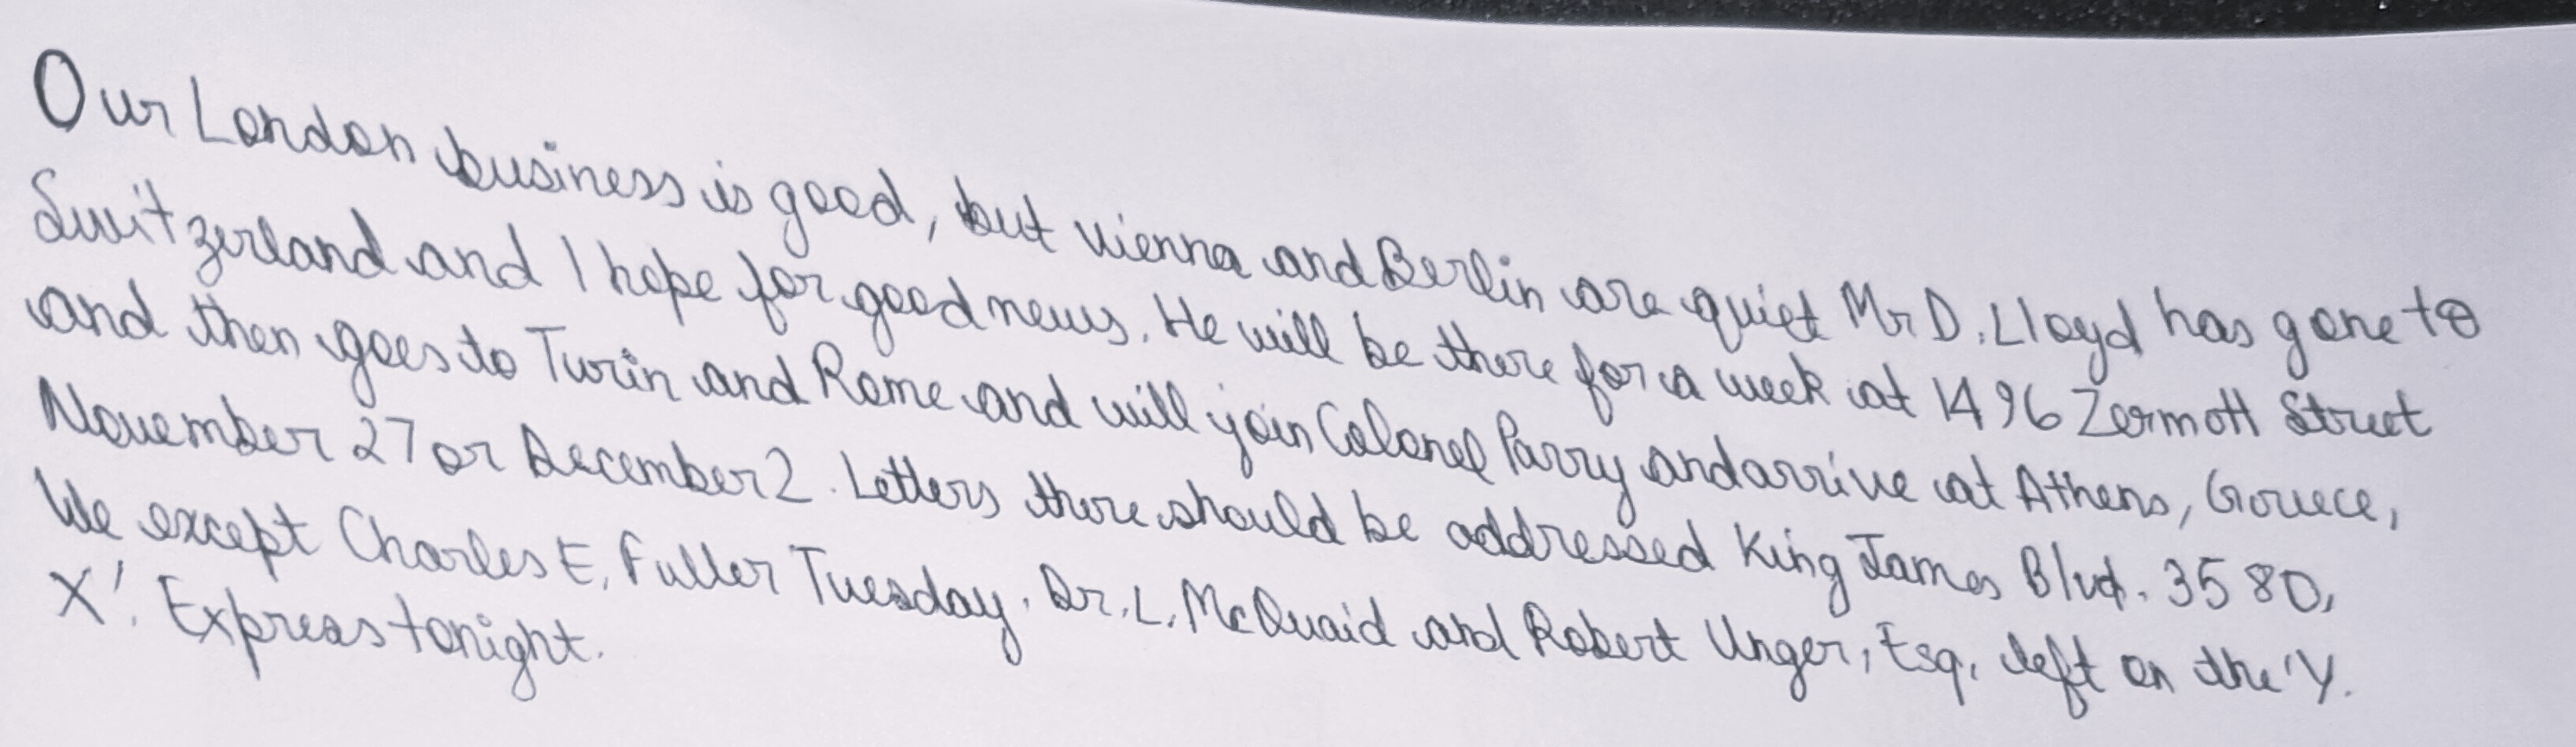 Our London business is good, but vienna and Berlin are quiet Mr D. Lloyd has gone to
Switzerland and I hope for good news. He will be there for a week at 1496 Zermott Street
and then goes to Turin and Rome and will join Colonel Parry and arrive at Athens, Greece,
November 27 or December 2. Letters there should be addressed King James Blvd. 3580,
We except Charles E, Fuller Tuesday. Dr. L. McQuaid and Robert Unger, Esq, left on the 'Y.
X'. Express tonight.